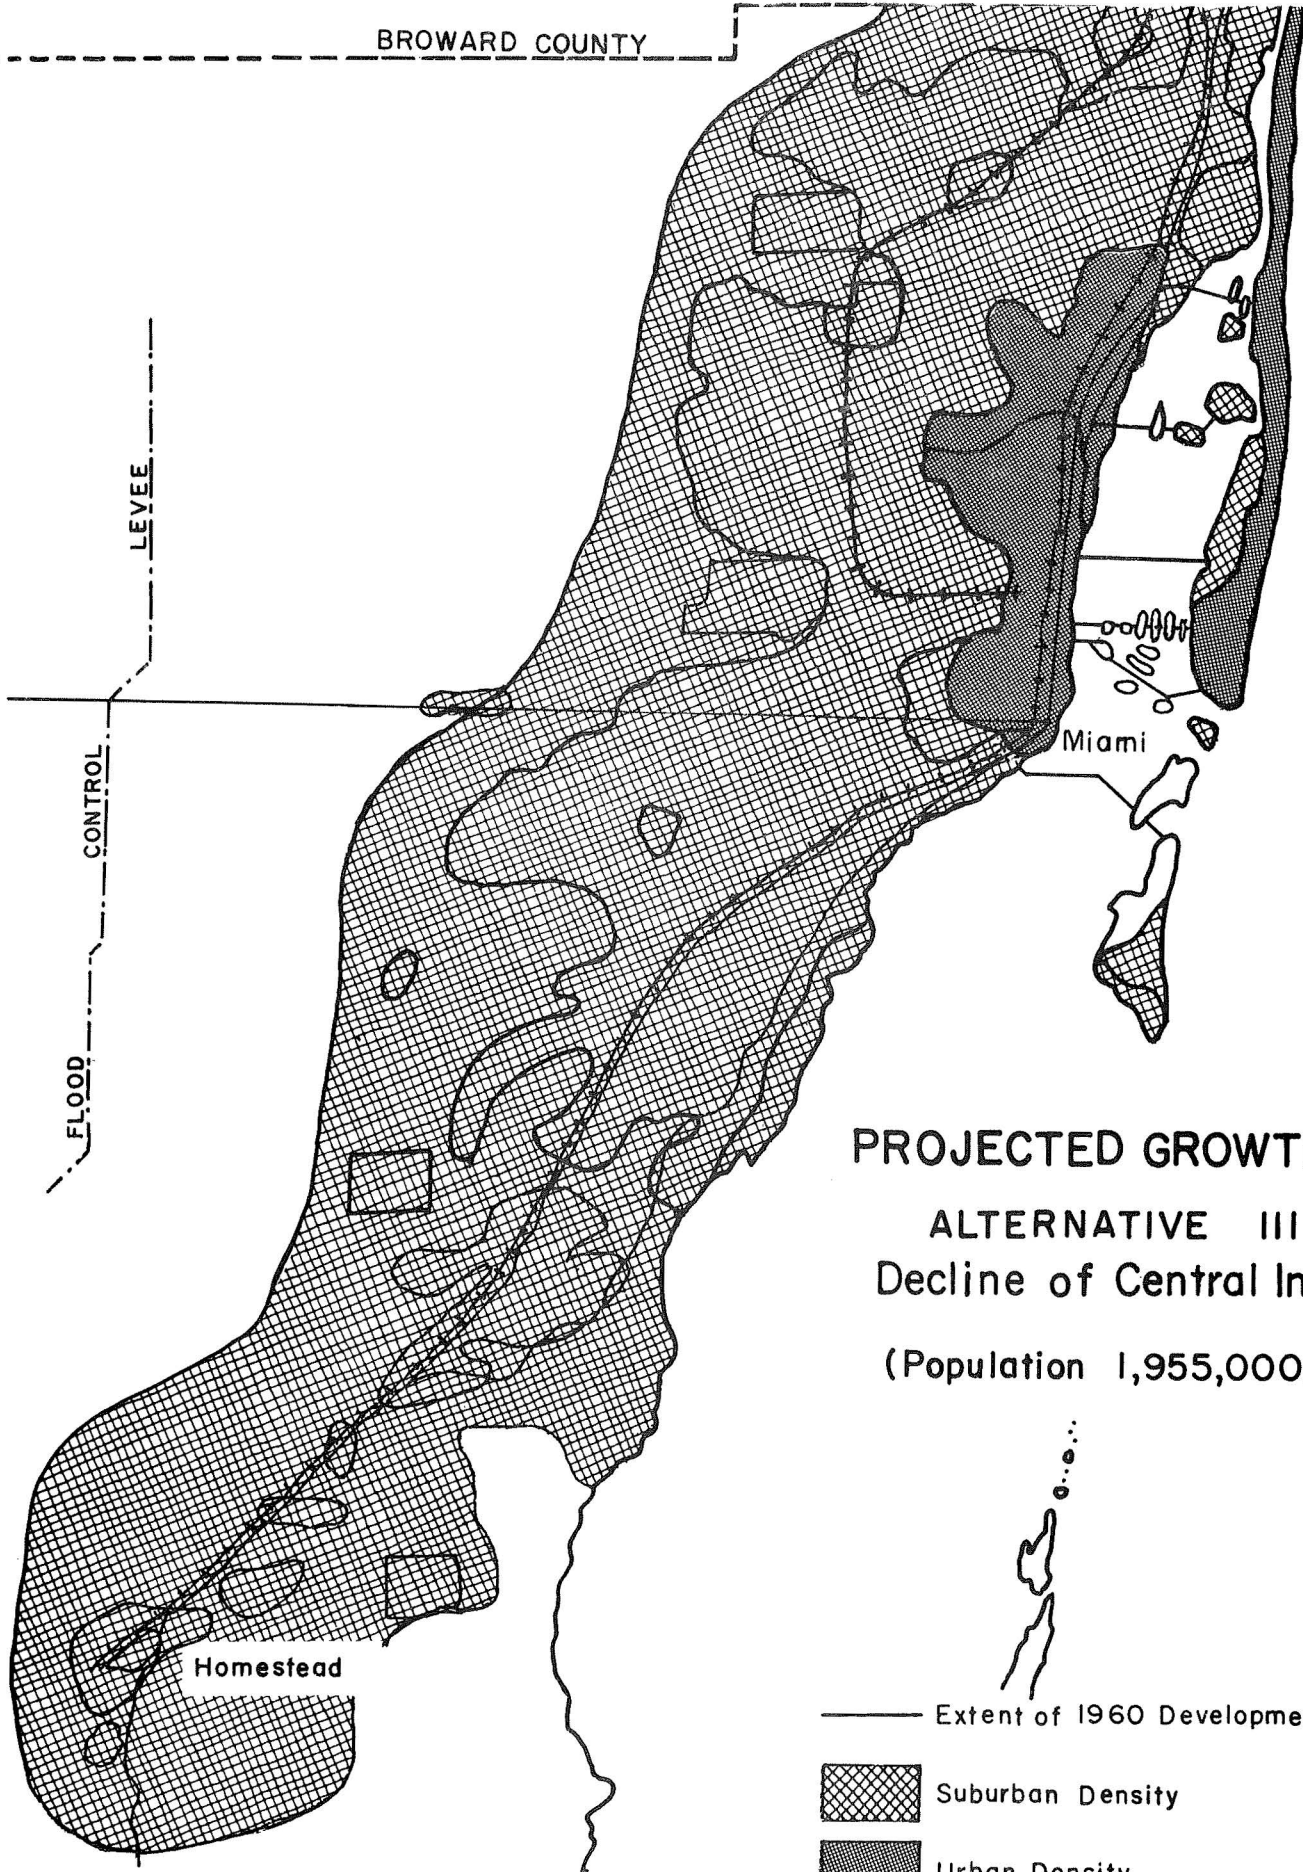 BROWARD COUNTY
LEVEE
CONTROL
FLOOD
Miami
PROJECTED GROWT
ALTERNATIVE III
Decline of Central In
(Population 1,955,000
Homestead
Extent of 1960 Developme
Suburban Density
Urban Density